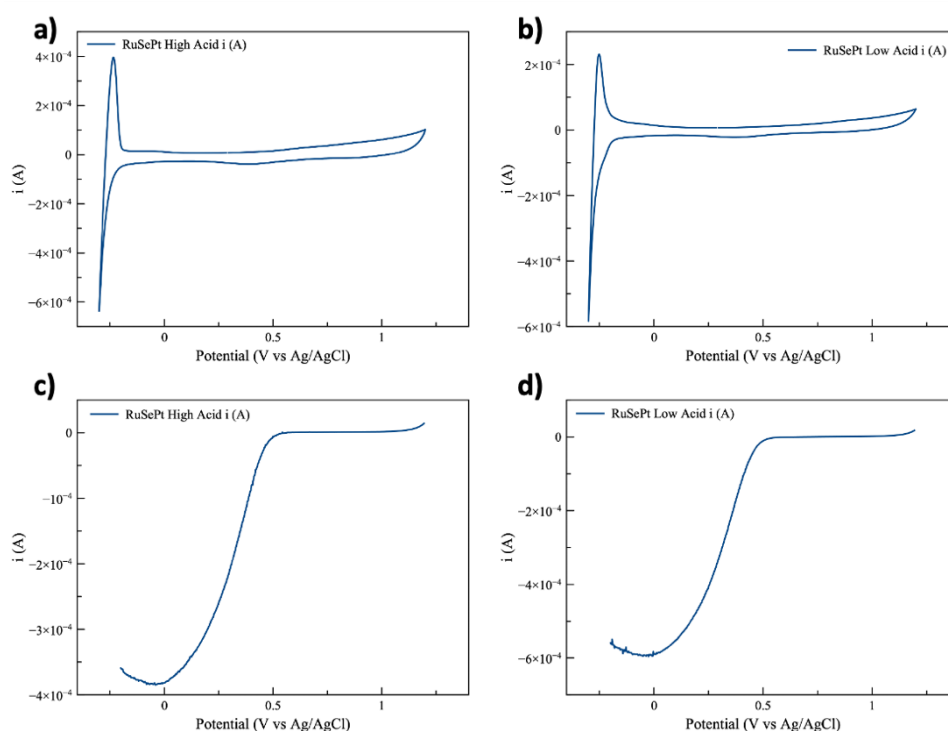 a)
RuSePt High Acid i (A)
4×10⁻⁴
2×10⁻⁴
0
−2×10⁻⁴
−4×10⁻⁴
−6×10⁻⁴
i (A)
0
0.5
1
Potential (V vs Ag/AgCl)
b)
RuSePt Low Acid i (A)
2×10⁻⁴
0
−2×10⁻⁴
−4×10⁻⁴
−6×10⁻⁴
i (A)
0
0.5
1
Potential (V vs Ag/AgCl)
c)
RuSePt High Acid i (A)
0
−10⁻⁴
−2×10⁻⁴
−3×10⁻⁴
−4×10⁻⁴
i (A)
0
0.5
1
Potential (V vs Ag/AgCl)
d)
RuSePt Low Acid i (A)
0
−2×10⁻⁴
−4×10⁻⁴
−6×10⁻⁴
i (A)
0
0.5
1
Potential (V vs Ag/AgCl)